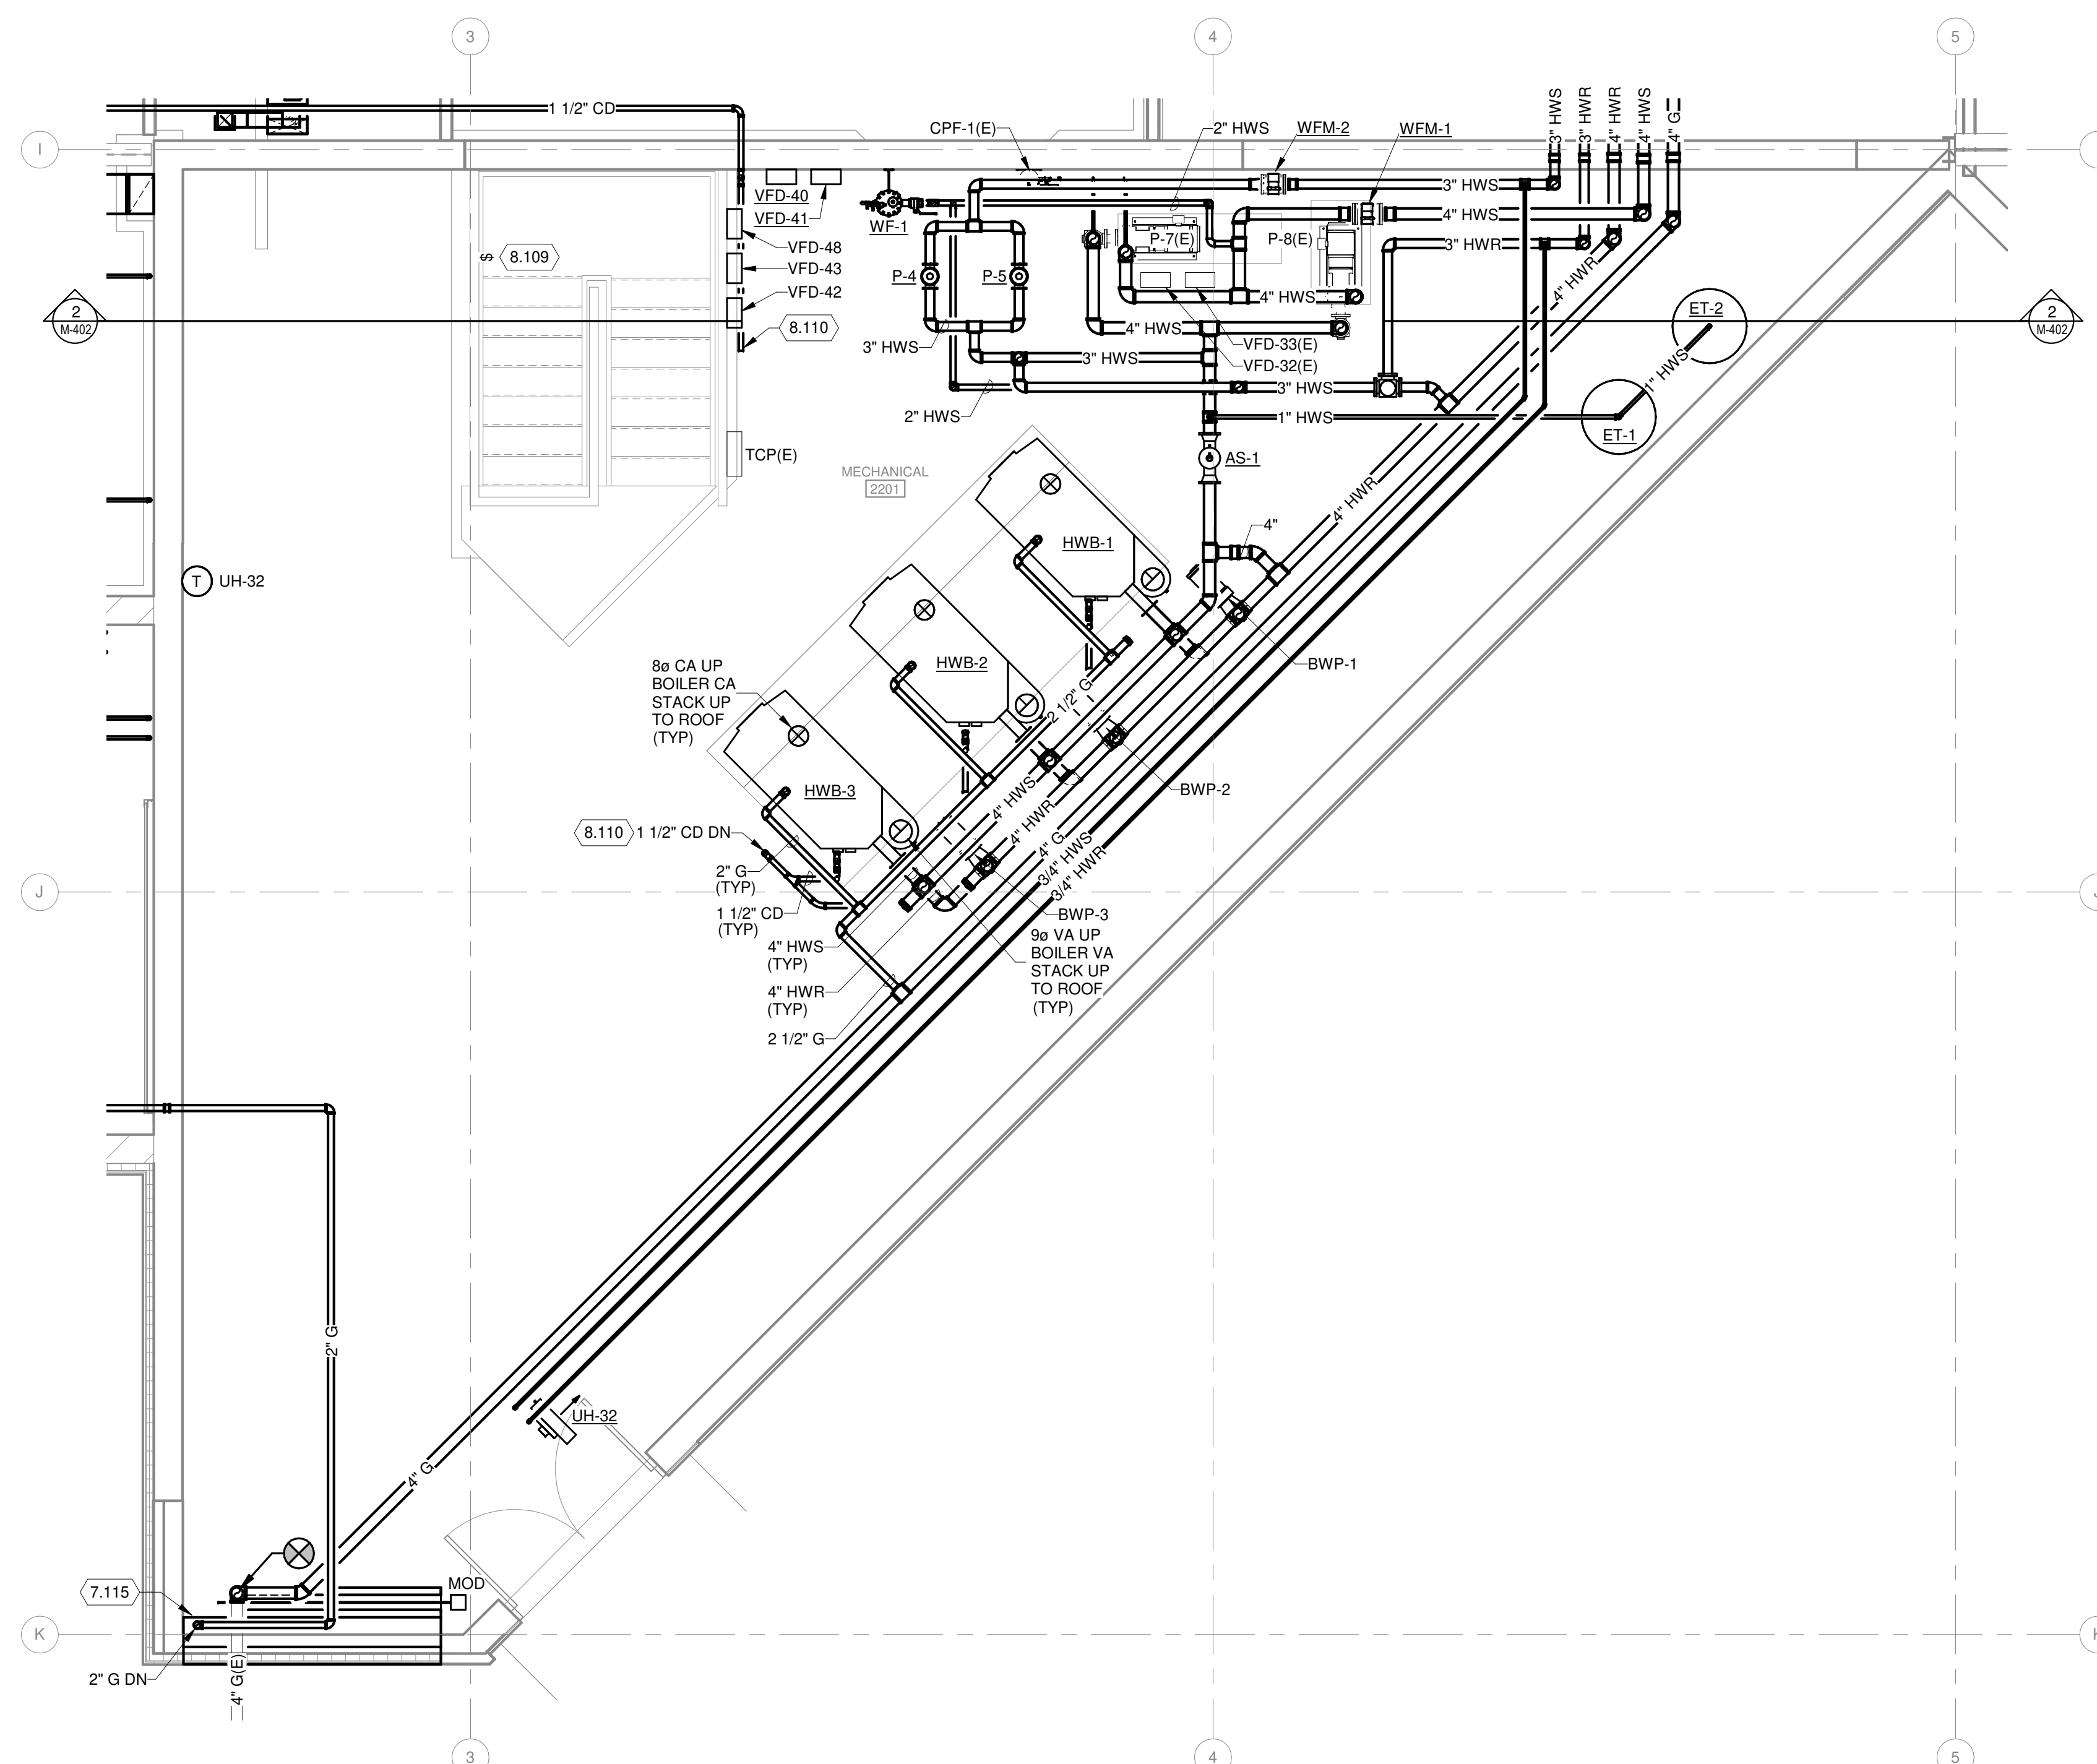 3
4
5
1 1/2" CD
3" HWS
3" HWR
4" HWR
4" HWS
4" G
I
CPF-1(E)
2" HWS
WFM-2
WFM-1
VFD-40
VFD-41
3" HWS
4" HWS
WF-1
P-7(E)
P-8(E)
3" HWR
VFD-48
8.109
VFD-43
P-4
P-5
4" HWR
VFD-42
4" HWS
ET-2
2
M-402
2
M-402
8.110
4" HWS
3" HWS
VFD-33(E)
3" HWS
VFD-32(E)
1" HWS
3" HWS
2" HWS
1" HWS
ET-1
TCP(E)
AS-1
MECHANICAL
2201
4" HWR
4"
HWB-1
T
UH-32
HWB-2
BWP-1
8ø CA UP
BOILER CA
STACK UP
TO ROOF
(TYP)
2 1/2" G
HWB-3
BWP-2
4" HWS
4" HWR
8.110
1 1/2" CD DN
4" G
3/4" HWS
3/4" HWR
2" G
(TYP)
J
1 1/2" CD
(TYP)
BWP-3
4" HWS
(TYP)
9ø VA UP
BOILER VA
STACK UP
TO ROOF
(TYP)
4" HWR
(TYP)
2 1/2" G
2" G
UH-32
4" G
MOD
7.115
K
2" G DN
4" G(E)
3
4
5